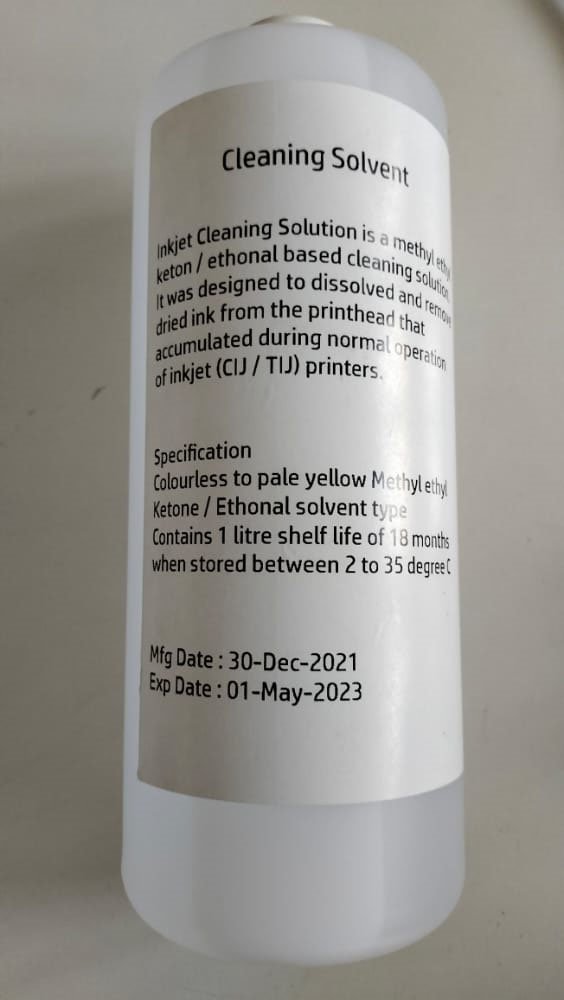 Cleaning Solvent
Inkjet Cleaning Solution is a methyl ethyl
keton / ethonal based cleaning solution.
It was designed to dissolved and remove
dried ink from the printhead that
accumulated during normal operation
of inkjet (CIJ / TIJ) printers.
Specification
Colourless to pale yellow Methyl ethyl
Ketone / Ethonal solvent type
Contains 1 litre shelf life of 18 months
when stored between 2 to 35 degree C
Mfg Date : 30-Dec-2021
Exp Date : 01-May-2023